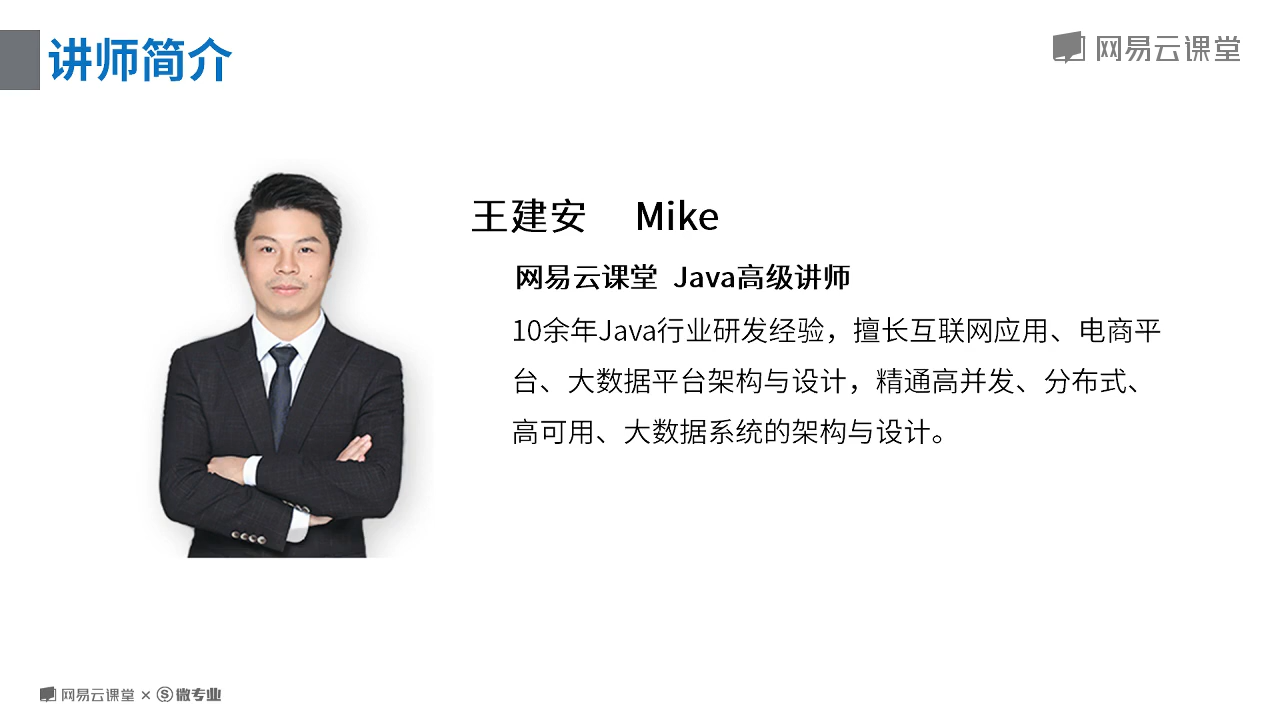 讲师简介
网易云课堂
王建安 Mike
网易云课堂 Java高级讲师
10余年Java行业研发经验，擅长互联网应用、电商平
台、大数据平台架构与设计，精通高并发、分布式、
高可用、大数据系统的架构与设计。
网易云课堂 × S 微专业